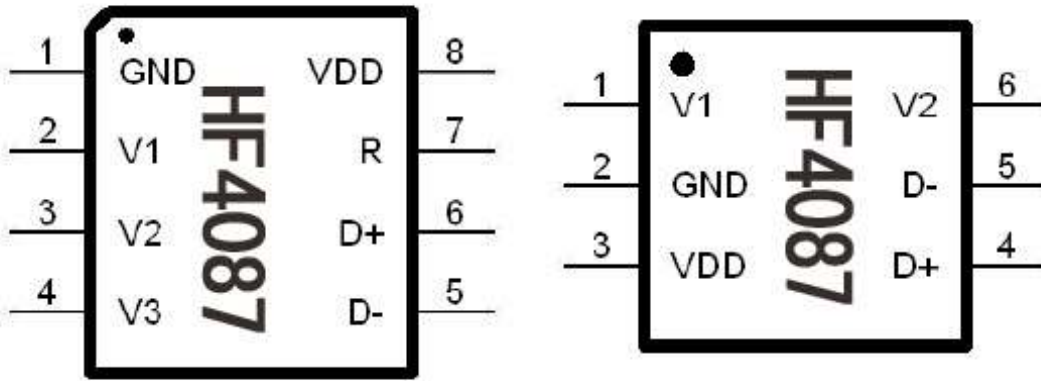 1 GND VDD 8
2 V1 R 7
3 V2 D+ 6
4 V3 D- 5
HF4087
1 V1 V2 6
2 GND D- 5
3 VDD D+ 4
HF4087